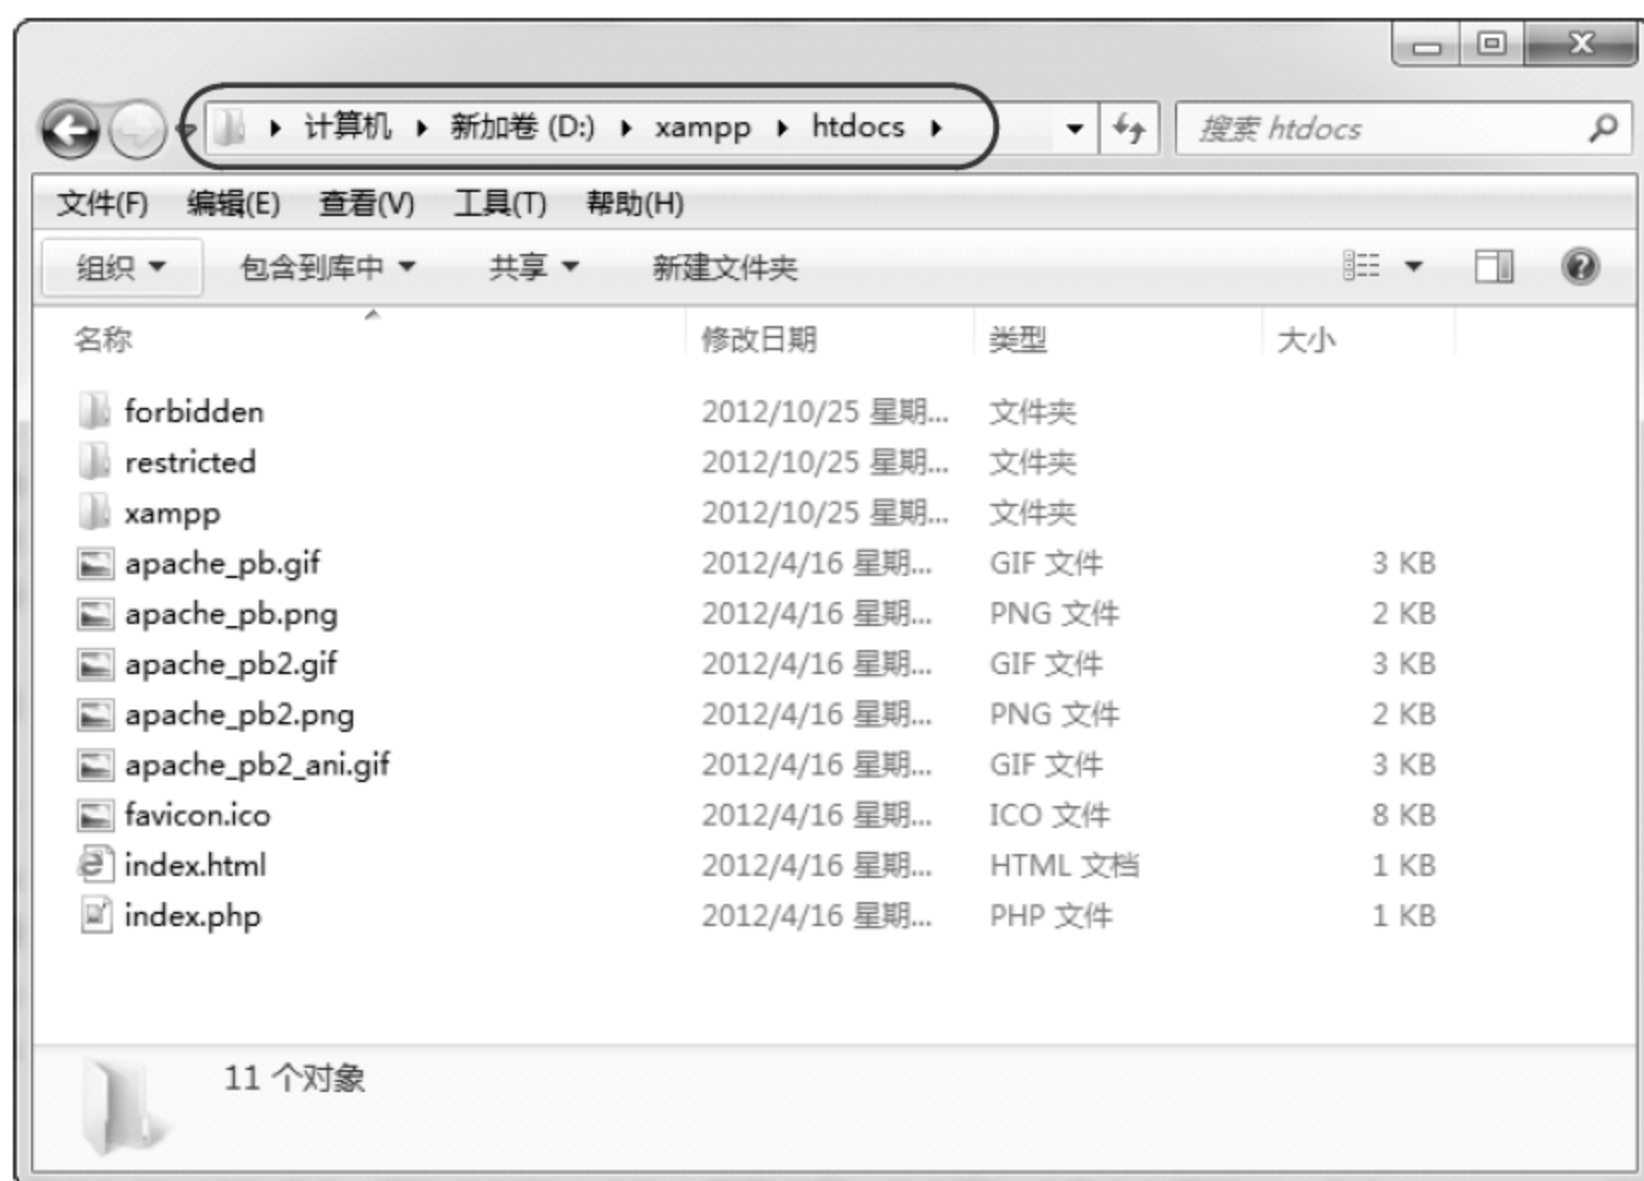 计算机 新加卷 (D:) xampp htdocs 搜索 htdocs
文件(F) 编辑(E) 查看(V) 工具(T) 帮助(H)
组织 包含到库中 共享 新建文件夹
名称 修改日期 类型 大小
forbidden 2012/10/25 星期... 文件夹
restricted 2012/10/25 星期... 文件夹
xampp 2012/10/25 星期... 文件夹
apache_pb.gif 2012/4/16 星期... GIF 文件 3 KB
apache_pb.png 2012/4/16 星期... PNG 文件 2 KB
apache_pb2.gif 2012/4/16 星期... GIF 文件 3 KB
apache_pb2.png 2012/4/16 星期... PNG 文件 2 KB
apache_pb2_ani.gif 2012/4/16 星期... GIF 文件 3 KB
favicon.ico 2012/4/16 星期... ICO 文件 8 KB
index.html 2012/4/16 星期... HTML 文档 1 KB
index.php 2012/4/16 星期... PHP 文件 1 KB
11 个对象